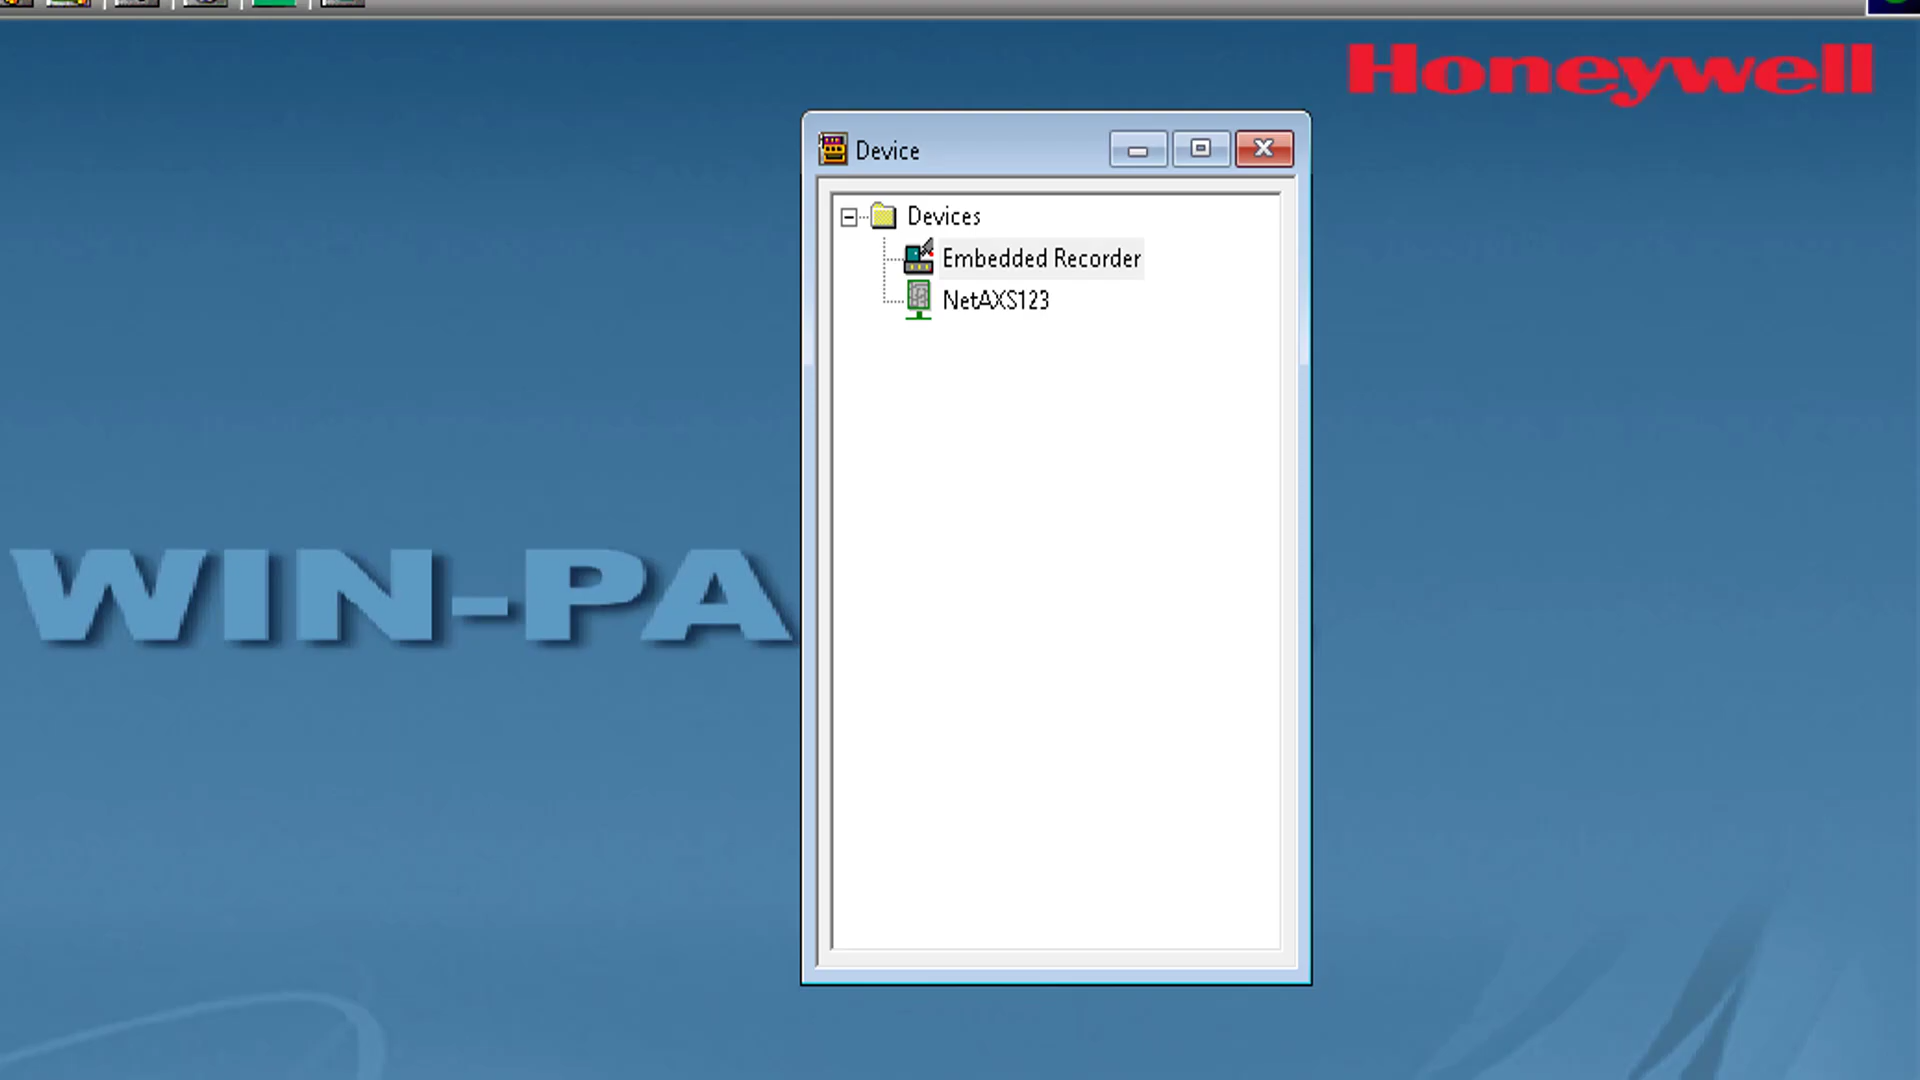 Honeywell
Device
Devices
Embedded Recorder
NetAXS123
WIN-PA